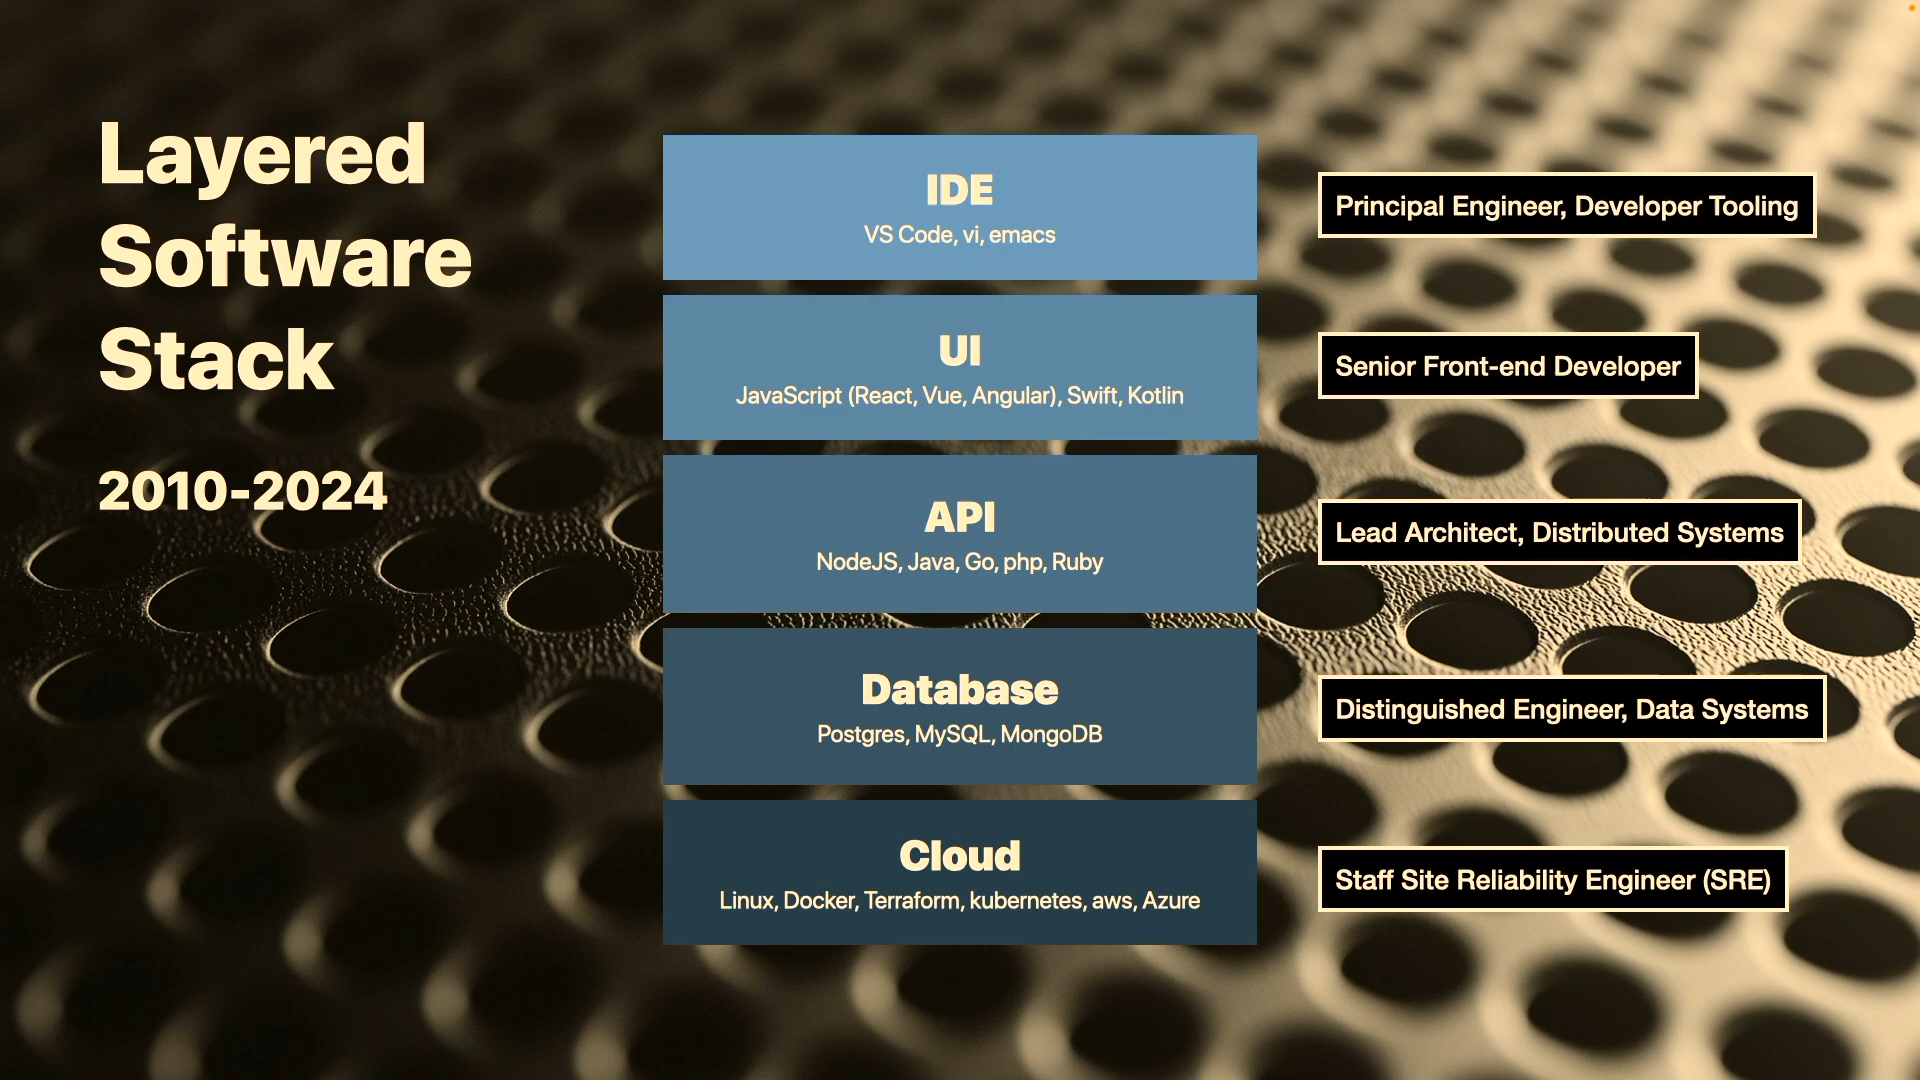 Layered
Software
Stack
2010-2024
IDE
VS Code, vi, emacs
Principal Engineer, Developer Tooling
UI
JavaScript (React, Vue, Angular), Swift, Kotlin
Senior Front-end Developer
API
NodeJS, Java, Go, php, Ruby
Lead Architect, Distributed Systems
Database
Postgres, MySQL, MongoDB
Distinguished Engineer, Data Systems
Cloud
Linux, Docker, Terraform, kubernetes, aws, Azure
Staff Site Reliability Engineer (SRE)